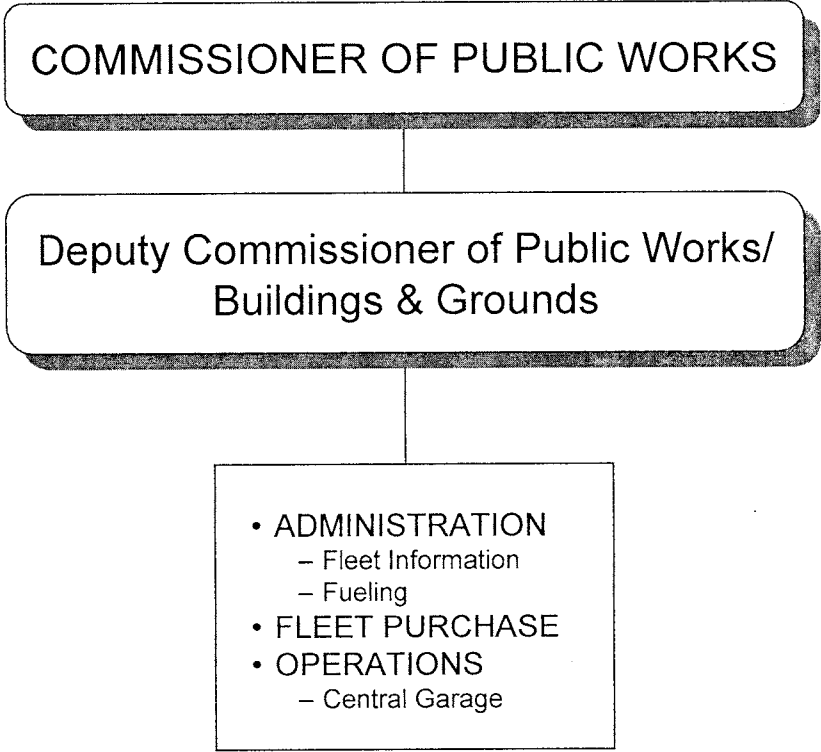 COMMISSIONER OF PUBLIC WORKS
Deputy Commissioner of Public Works/
Buildings & Grounds
• ADMINISTRATION
– Fleet Information
– Fueling
• FLEET PURCHASE
• OPERATIONS
– Central Garage